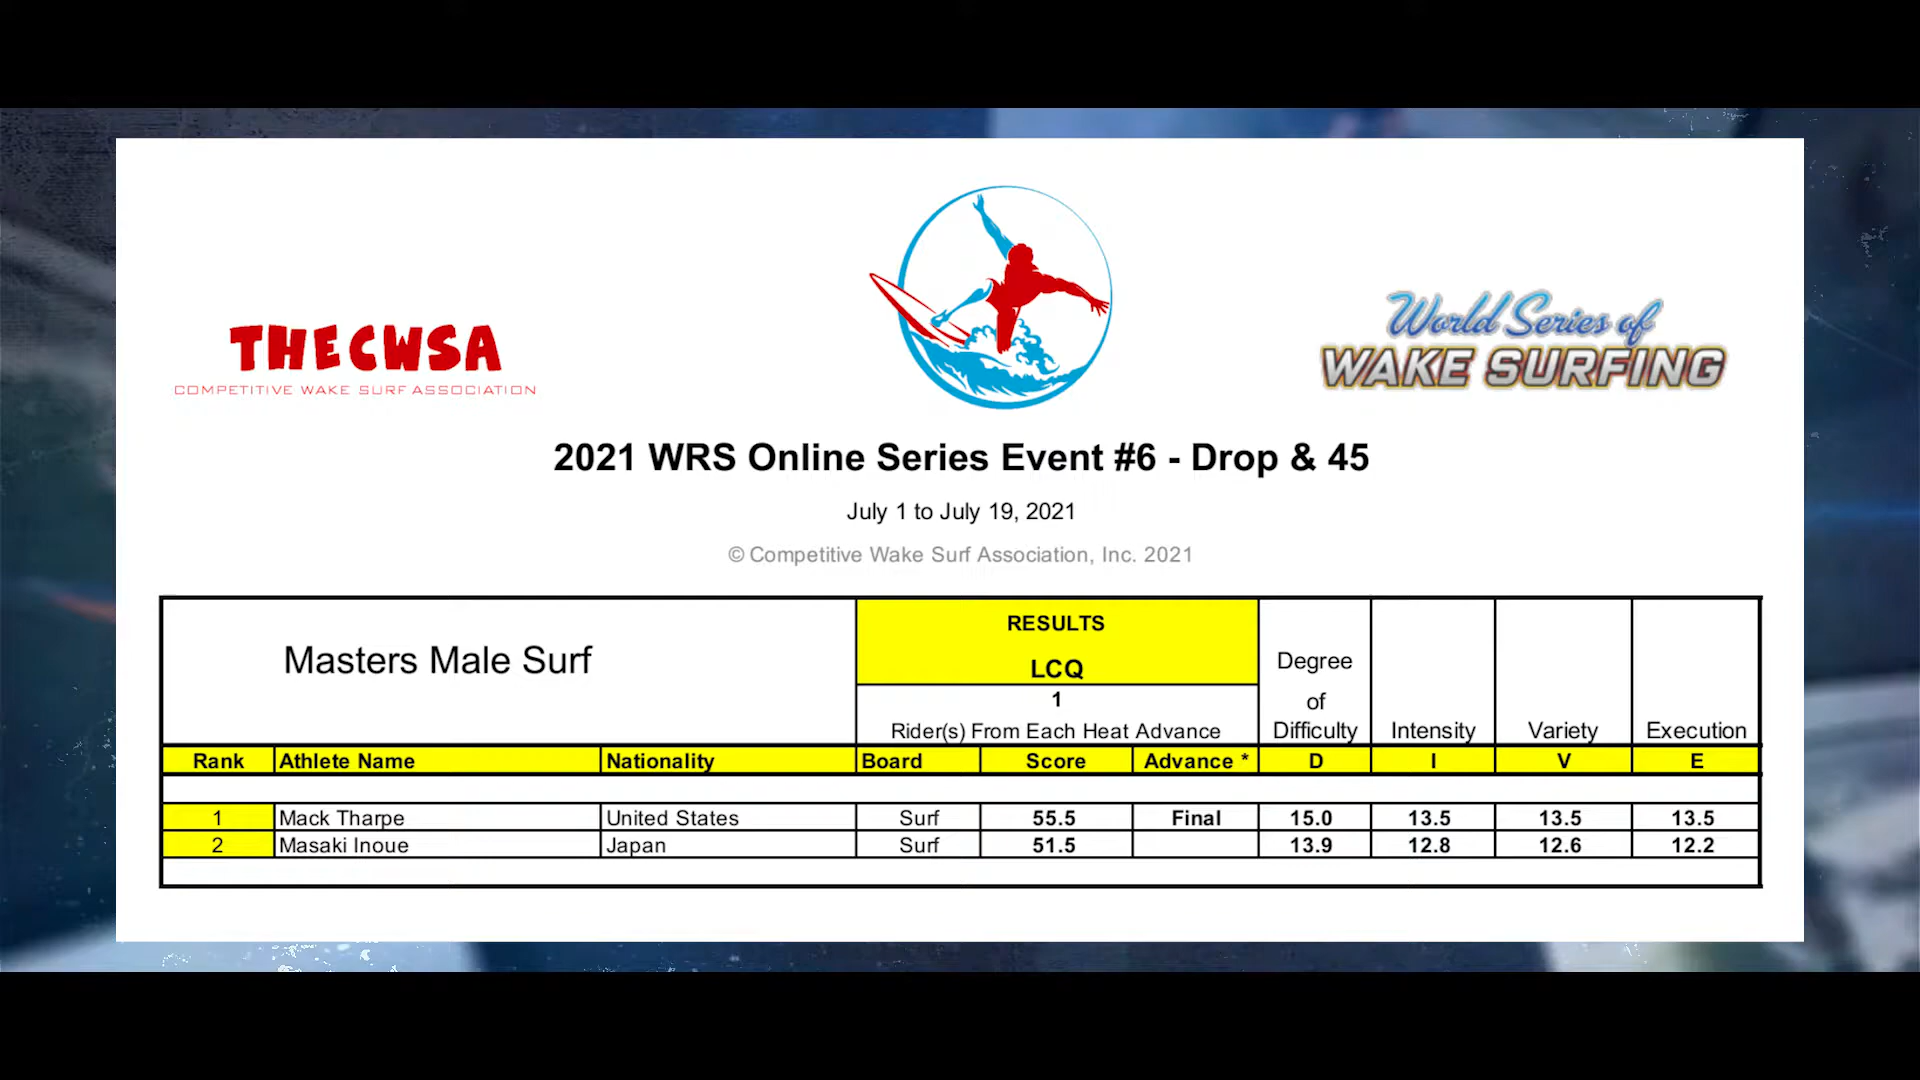 THECWSA
COMPETITIVE WAKE SURF ASSOCIATION
World Series of
WAKE SURFING
2021 WRS Online Series Event #6 - Drop & 45
July 1 to July 19, 2021
© Competitive Wake Surf Association, Inc. 2021
Masters Male Surf
RESULTS
LCQ
1
Rider(s) From Each Heat Advance
Degree
of
Difficulty
Intensity
Variety
Execution
Rank Athlete Name Nationality Board Score Advance * D I V E
1 Mack Tharpe United States Surf 55.5 Final 15.0 13.5 13.5 13.5
2 Masaki Inoue Japan Surf 51.5 13.9 12.8 12.6 12.2